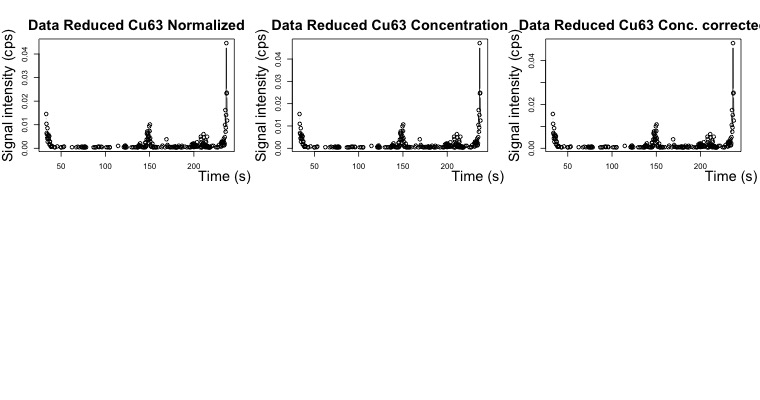 Data Reduced Cu63 Normalized
Signal intensity (cps)
0.00 0.01 0.02 0.03 0.04
50 100 150 200
Time (s)
Data Reduced Cu63 Concentration
Signal intensity (cps)
0.00 0.01 0.02 0.03 0.04
50 100 150 200
Time (s)
Data Reduced Cu63 Conc. correcte
Signal intensity (cps)
0.00 0.02 0.04
50 100 150 200
Time (s)